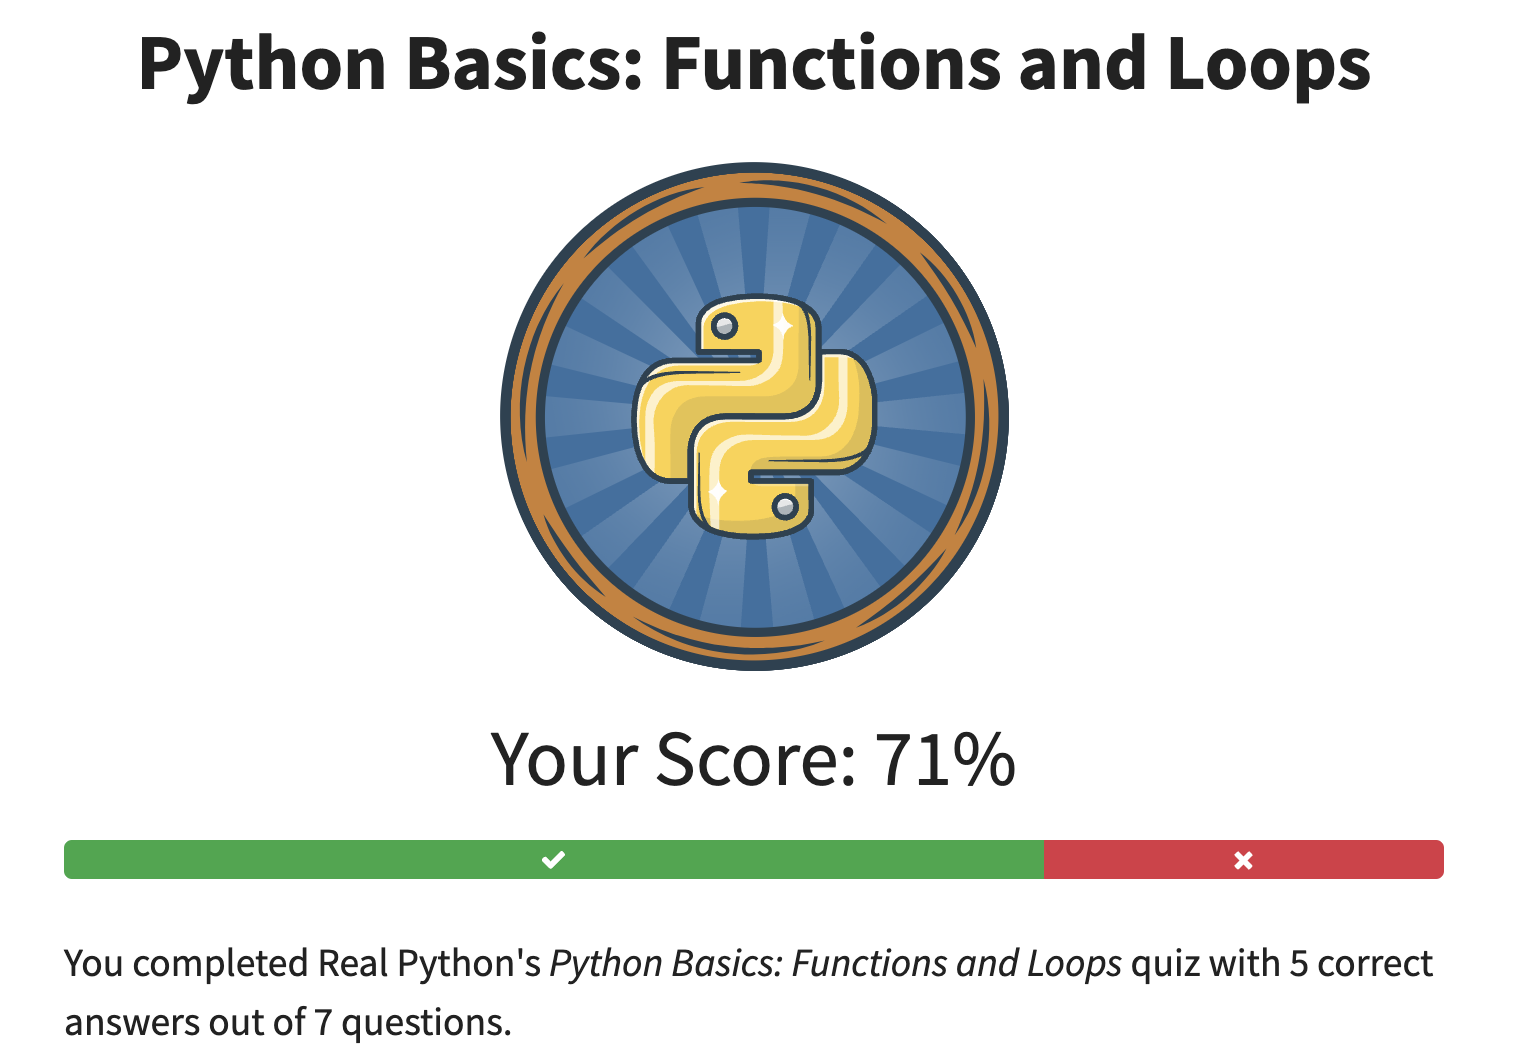 Python Basics: Functions and Loops
Your Score: 71%
You completed Real Python's Python Basics: Functions and Loops quiz with 5 correct
answers out of 7 questions.